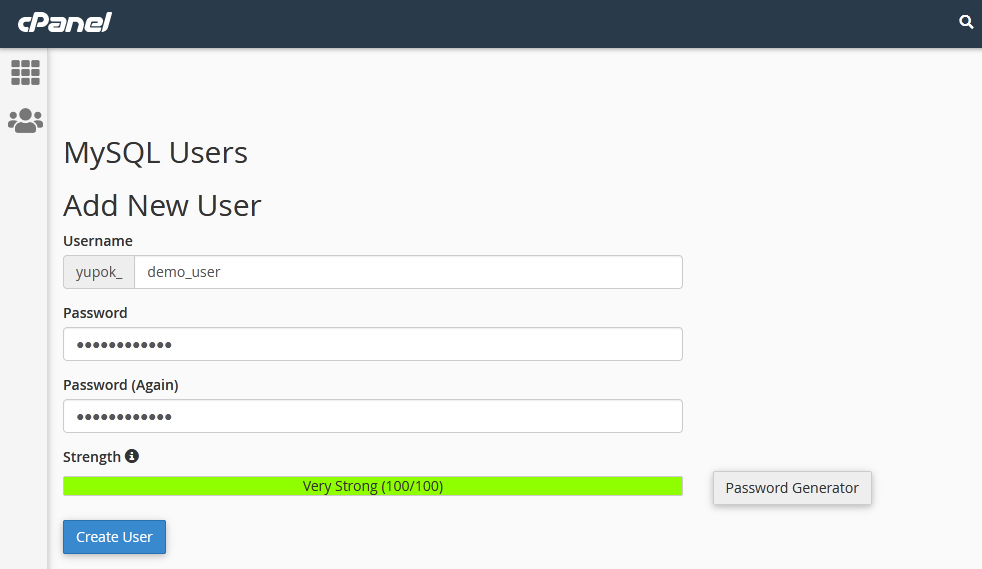 cPanel
MySQL Users
Add New User
Username
yupok_ demo_user
Password
••••••••••••
Password (Again)
••••••••••••
Strength
Very Strong (100/100)
Password Generator
Create User